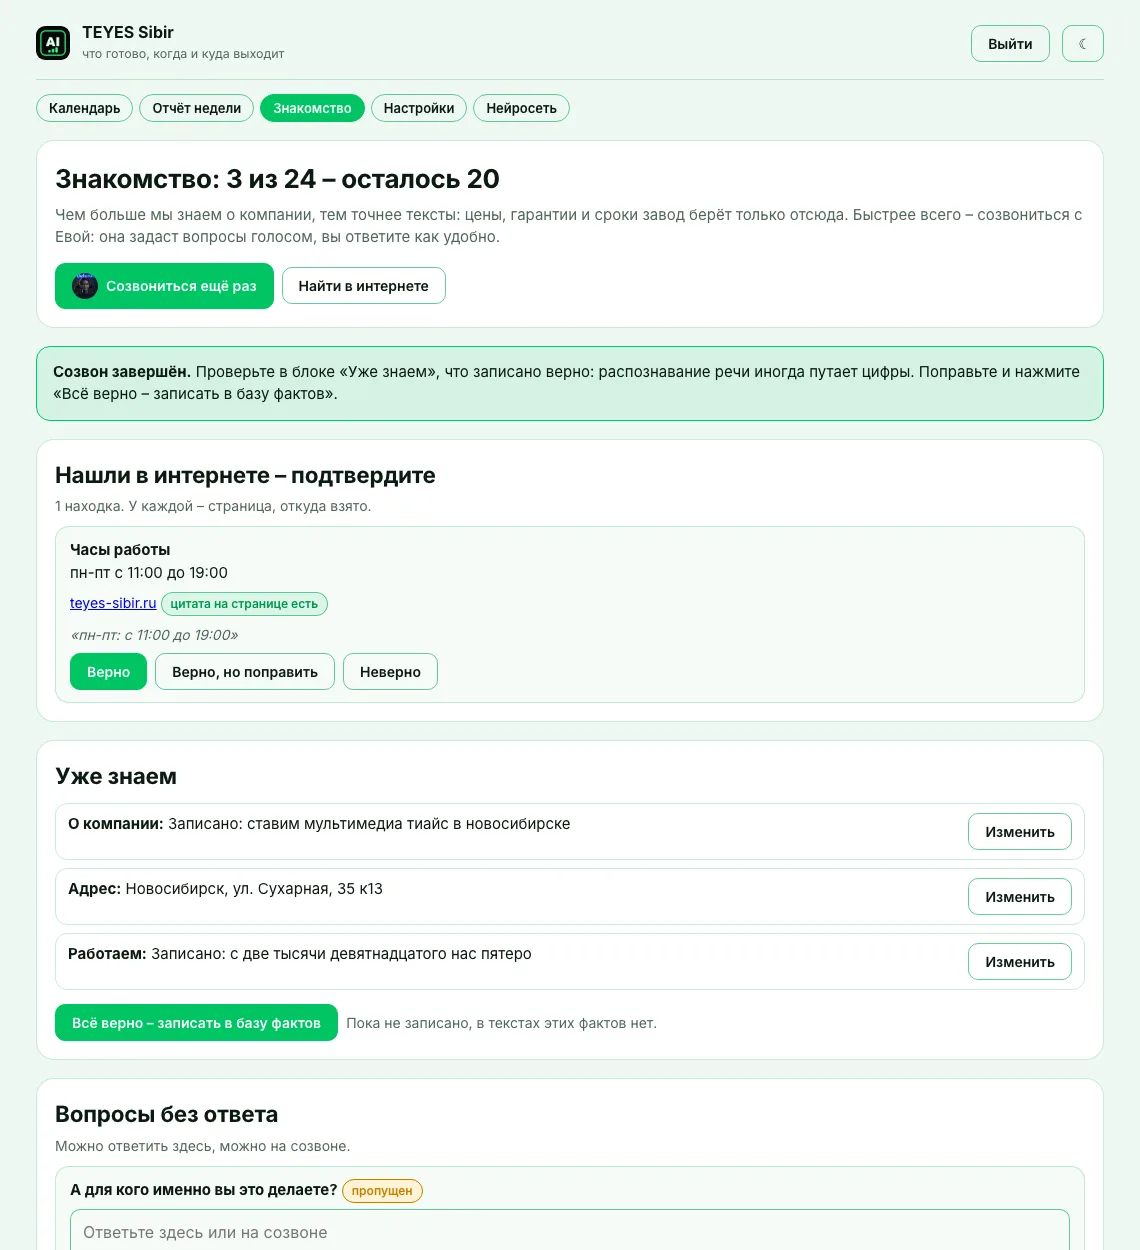 AI
TEYES Sibir
что готово, когда и куда выходит
Выйти
Календарь
Отчёт недели
Знакомство
Настройки
Нейросеть
Знакомство: 3 из 24 – осталось 20
Чем больше мы знаем о компании, тем точнее тексты: цены, гарантии и сроки завод берёт только отсюда. Быстрее всего – созвониться с
Евой: она задаст вопросы голосом, вы ответите как удобно.
Созвониться ещё раз
Найти в интернете
Созвон завершён. Проверьте в блоке «Уже знаем», что записано верно: распознавание речи иногда путает цифры. Поправьте и нажмите
«Всё верно – записать в базу фактов».
Нашли в интернете – подтвердите
1 находка. У каждой – страница, откуда взято.
Часы работы
пн-пт с 11:00 до 19:00
teyes-sibir.ru цитата на странице есть
«пн-пт: с 11:00 до 19:00»
Верно
Верно, но поправить
Неверно
Уже знаем
О компании: Записано: ставим мультимедиа тиайс в новосибирске
Изменить
Адрес: Новосибирск, ул. Сухарная, 35 к13
Изменить
Работаем: Записано: с две тысячи девятнадцатого нас пятеро
Изменить
Всё верно – записать в базу фактов
Пока не записано, в текстах этих фактов нет.
Вопросы без ответа
Можно ответить здесь, можно на созвоне.
А для кого именно вы это делаете? пропущен
Ответьте здесь или на созвоне